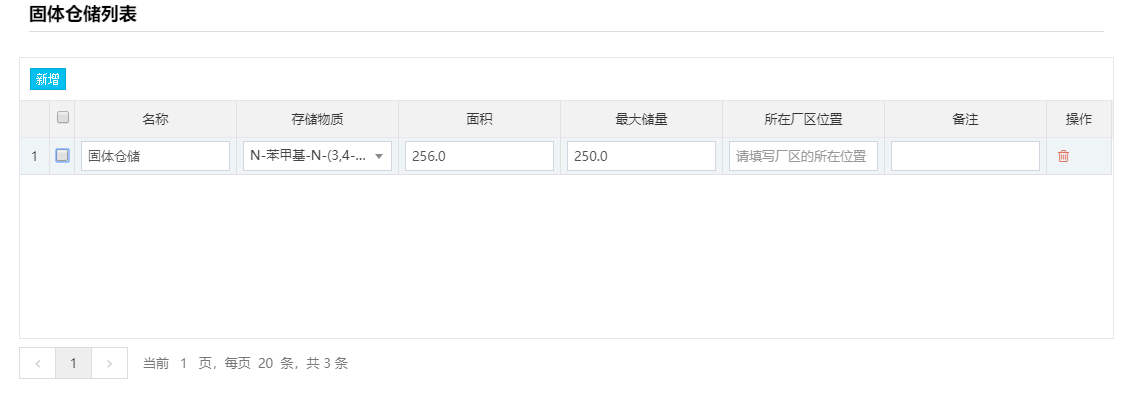 固体仓储列表
新增
名称 存储物质 面积 最大储量 所在厂区位置 备注 操作
1 固体仓储 N-苯甲基-N-(3,4-... 256.0 250.0 请填写厂区的所在位置
< 1 > 当前 1 页，每页 20 条，共 3 条